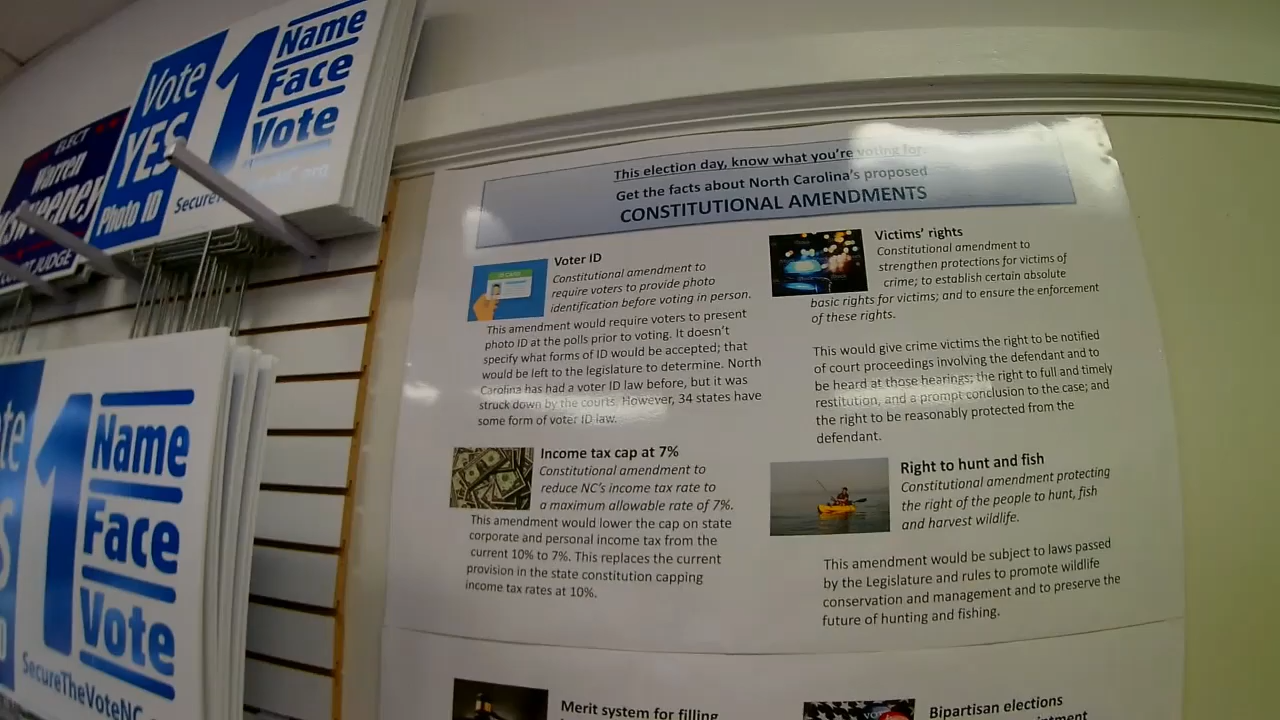 ELECT
Warren
McSweeney
COURT JUDGE
Vote
YES
Photo ID
1 Name
Face
Vote
1 Name
Face
Vote
SecureTheVoteNC
This election day, know what you're voting for.
Get the facts about North Carolina's proposed
CONSTITUTIONAL AMENDMENTS
Voter ID
Constitutional amendment to
require voters to provide photo
identification before voting in person.
This amendment would require voters to present
photo ID at the polls prior to voting. It doesn't
specify what forms of ID would be accepted; that
would be left to the legislature to determine. North
Carolina has had a voter ID law before, but it was
struck down by the courts. However, 34 states have
some form of voter ID law.
Income tax cap at 7%
Constitutional amendment to
reduce NC's income tax rate to
a maximum allowable rate of 7%.
This amendment would lower the cap on state
corporate and personal income tax from the
current 10% to 7%. This replaces the current
provision in the state constitution capping
income tax rates at 10%.
Merit system for filling
Victims' rights
Constitutional amendment to
strengthen protections for victims of
crime; to establish certain absolute
basic rights for victims; and to ensure the enforcement
of these rights.
This would give crime victims the right to be notified
of court proceedings involving the defendant and to
be heard at those hearings; the right to full and timely
restitution, and a prompt conclusion to the case; and
the right to be reasonably protected from the
defendant.
Right to hunt and fish
Constitutional amendment protecting
the right of the people to hunt, fish
and harvest wildlife.
This amendment would be subject to laws passed
by the Legislature and rules to promote wildlife
conservation and management and to preserve the
future of hunting and fishing.
Bipartisan elections